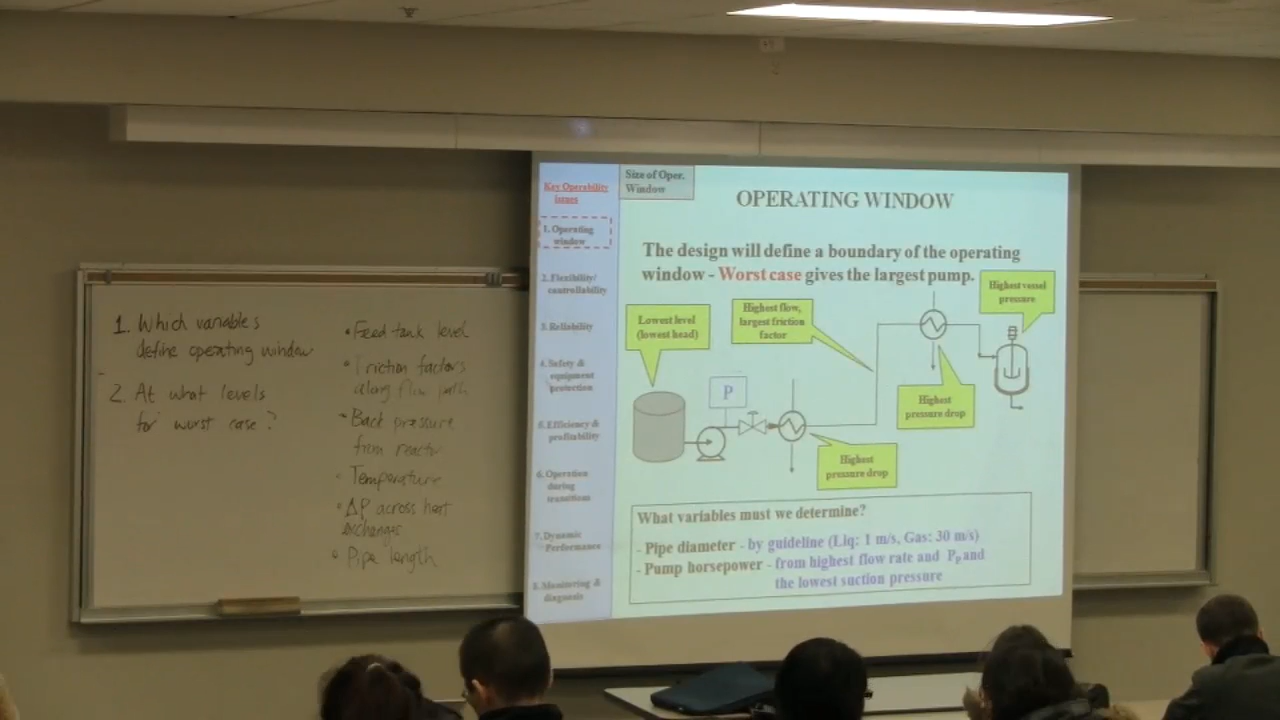 1. Which variables
define operating window
2. At what levels
for worst case?
• Feed tank level
• Friction factors
along flow path
• Back pressure
from reactor
• Temperature
• ΔP across heat
exchanger
• Pipe length
Key Operability
Issues
1. Operating
window
2. Flexibility/
controllability
3. Reliability
4. Safety &
equipment
protection
5. Efficiency &
profitability
6. Operation
during
transitions
7. Dynamic
Performance
8. Monitoring &
diagnosis
Size of Oper.
Window
OPERATING WINDOW
The design will define a boundary of the operating
window - Worst case gives the largest pump.
Lowest level
(lowest head)
Highest flow,
largest friction
factor
Highest vessel
pressure
P
Highest
pressure drop
Highest
pressure drop
What variables must we determine?
- Pipe diameter - by guideline (Liq: 1 m/s, Gas: 30 m/s)
- Pump horsepower - from highest flow rate and PP and
the lowest suction pressure